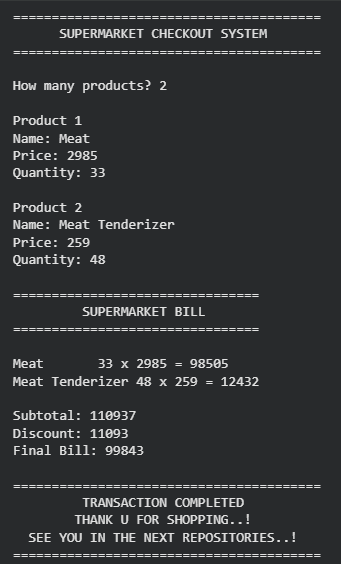 ========================================
SUPERMARKET CHECKOUT SYSTEM
========================================
How many products? 2
Product 1
Name: Meat
Price: 2985
Quantity: 33
Product 2
Name: Meat Tenderizer
Price: 259
Quantity: 48
================================
SUPERMARKET BILL
================================
Meat       33 x 2985 = 98505
Meat Tenderizer 48 x 259 = 12432
Subtotal: 110937
Discount: 11093
Final Bill: 99843
========================================
TRANSACTION COMPLETED
THANK U FOR SHOPPING..!
SEE YOU IN THE NEXT REPOSITORIES..!
========================================